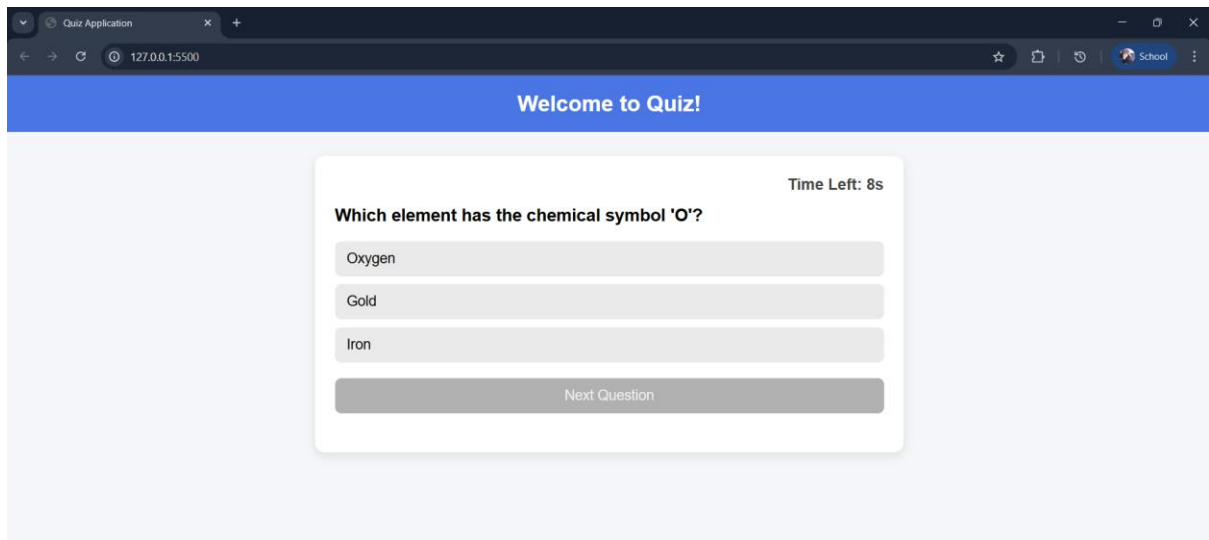 Quiz Application
127.0.0.1:5500
School
Welcome to Quiz!
Time Left: 8s
Which element has the chemical symbol 'O'?
Oxygen
Gold
Iron
Next Question